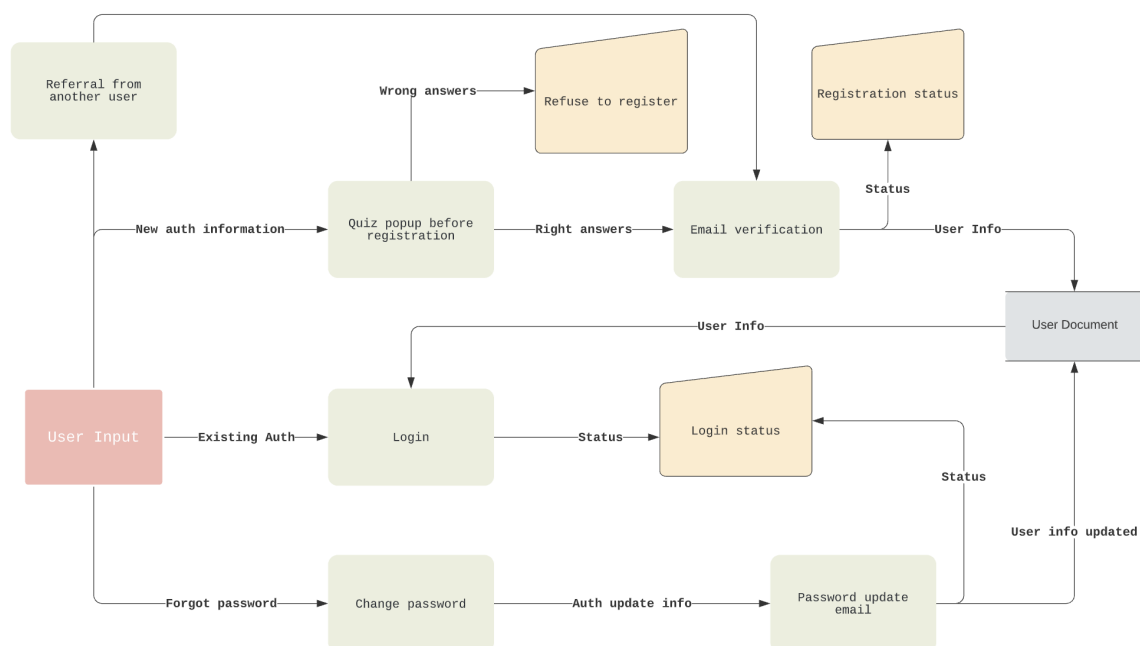 Referral from
another user
Wrong answers
Refuse to register
Registration status
Status
New auth information
Quiz popup before
registration
Right answers
Email verification
User Info
User Info
User Document
User Input
Existing Auth
Login
Status
Login status
Status
User info updated
Forgot password
Change password
Auth update info
Password update
email